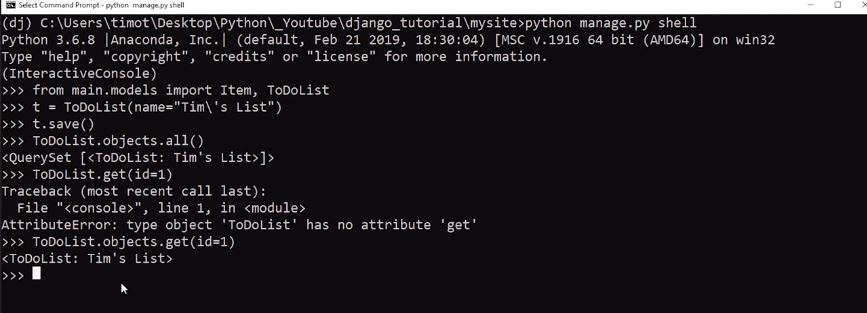 Select Command Prompt - python  manage.py shell
(dj) C:\Users\timot\Desktop\Python\_Youtube\django_tutorial\mysite>python manage.py shell
Python 3.6.8 |Anaconda, Inc.| (default, Feb 21 2019, 18:30:04) [MSC v.1916 64 bit (AMD64)] on win32
Type "help", "copyright", "credits" or "license" for more information.
(InteractiveConsole)
>>> from main.models import Item, ToDoList
>>> t = ToDoList(name="Tim\'s List")
>>> t.save()
>>> ToDoList.objects.all()
<QuerySet [<ToDoList: Tim's List>]>
>>> ToDoList.get(id=1)
Traceback (most recent call last):
  File "<console>", line 1, in <module>
AttributeError: type object 'ToDoList' has no attribute 'get'
>>> ToDoList.objects.get(id=1)
<ToDoList: Tim's List>
>>>